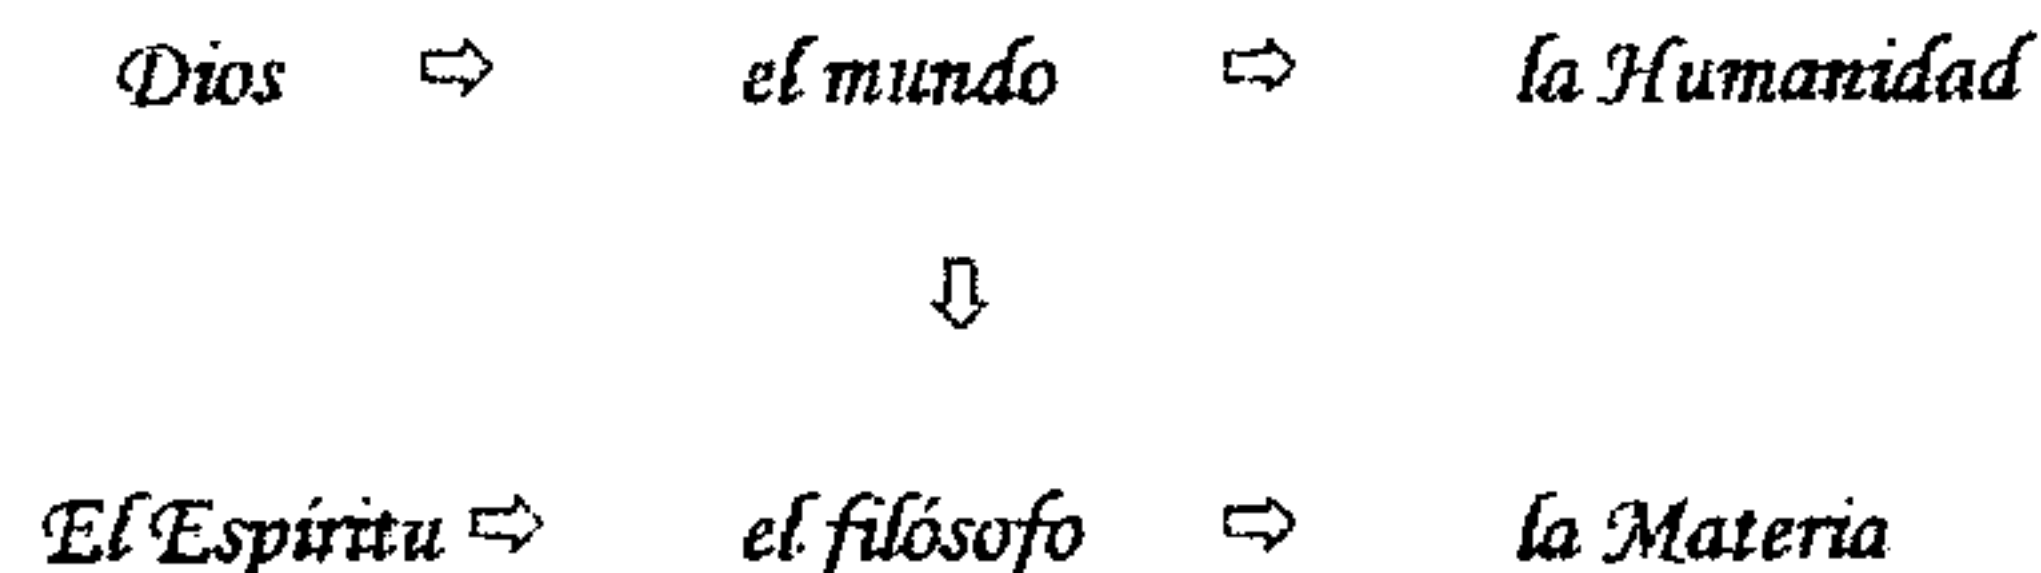 Dios ⇨ el mundo ⇨ la Humanidad
⇩
El Espíritu ⇨ el filósofo ⇨ la Materia